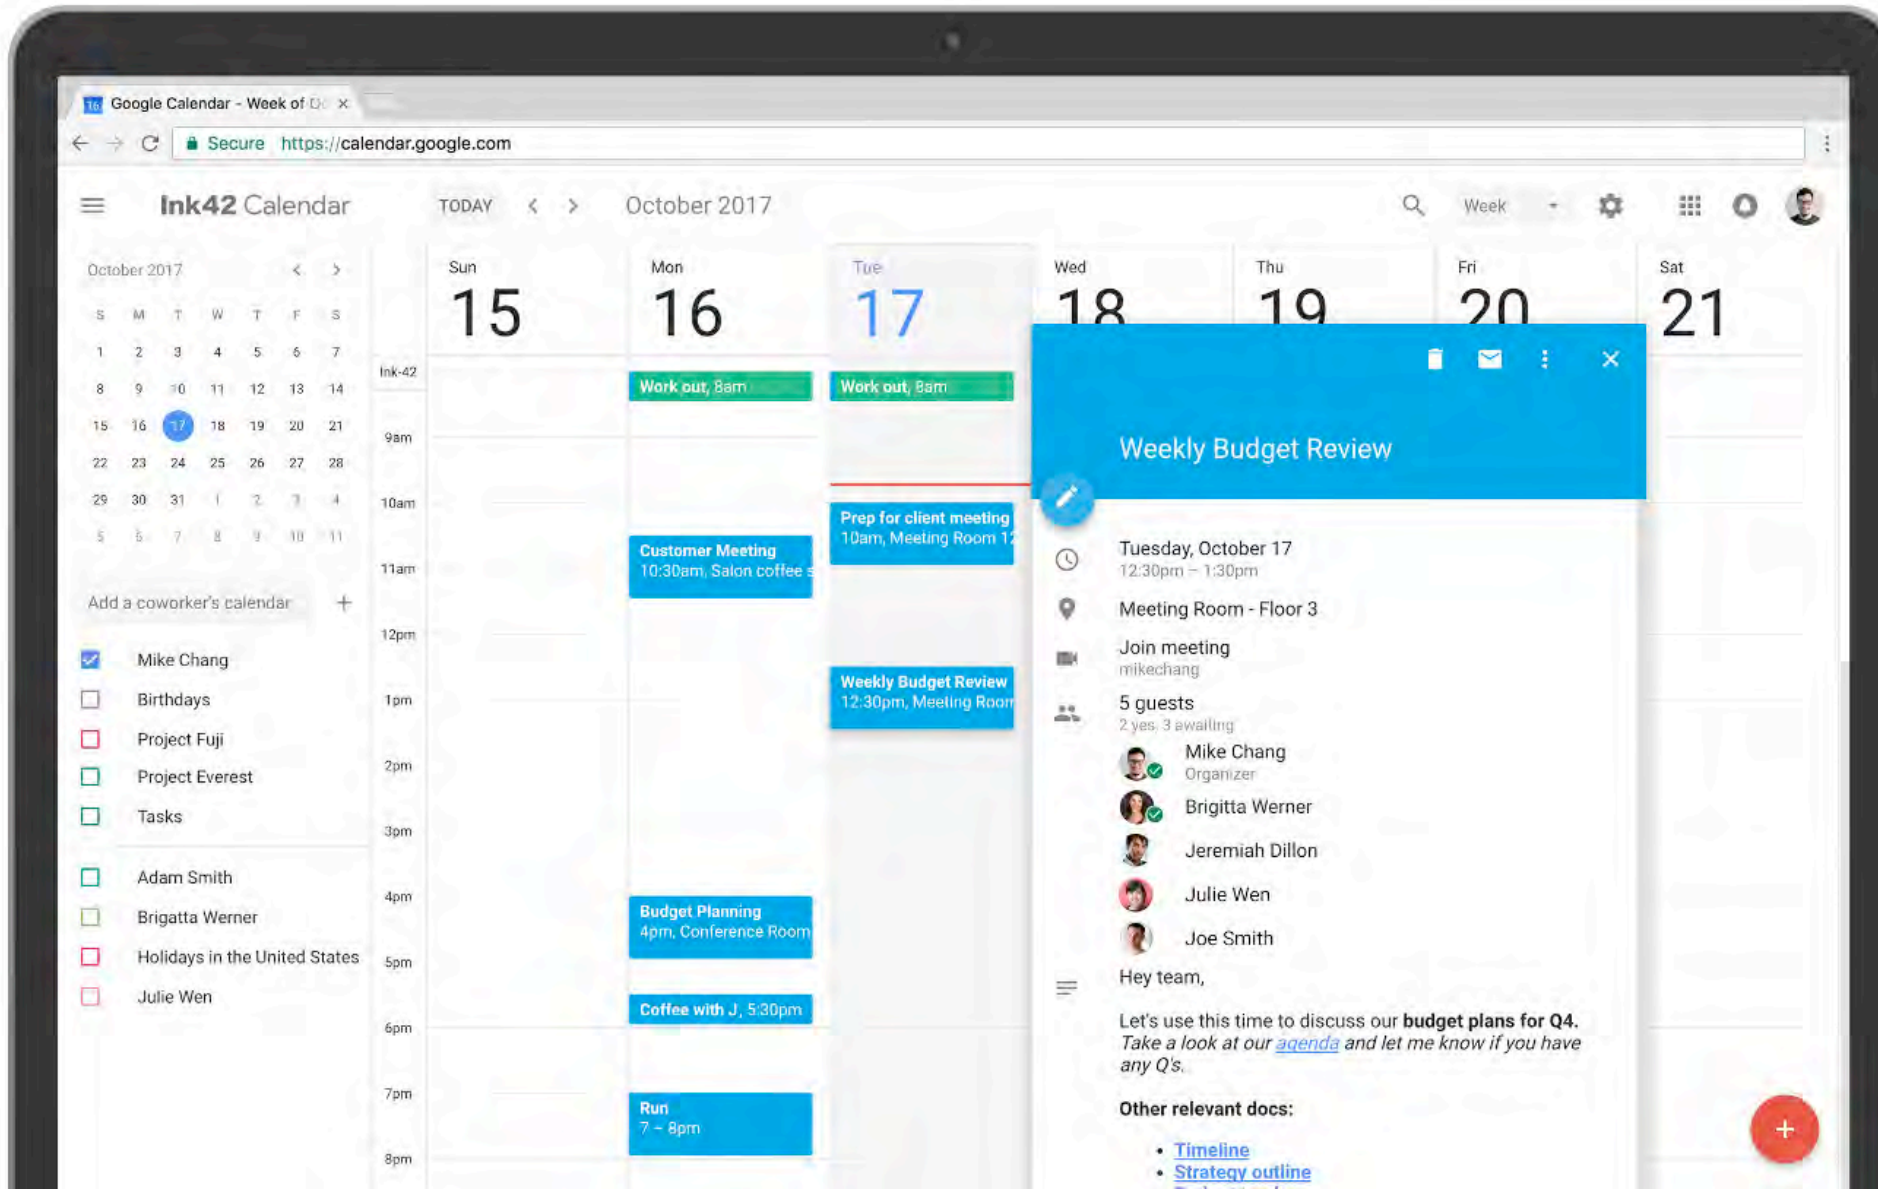 Google Calendar - Week of
Secure https://calendar.google.com
Ink42 Calendar
TODAY
October 2017
Week
October 2017
S M T W T F S
1 2 3 4 5 6 7
8 9 10 11 12 13 14
15 16 17 18 19 20 21
22 23 24 25 26 27 28
29 30 31 1 2 3 4
5 6 7 8 9 10 11
Add a coworker's calendar
Mike Chang
Birthdays
Project Fuji
Project Everest
Tasks
Adam Smith
Brigatta Werner
Holidays in the United States
Julie Wen
Sun Mon Tue Wed Thu Fri Sat
15 16 17 18 19 20 21
Ink-42
9am
10am
11am
12pm
1pm
2pm
3pm
4pm
5pm
6pm
7pm
8pm
Work out, 8am
Customer Meeting
10:30am, Salon coffee s
Budget Planning
4pm, Conference Room
Coffee with J, 5:30pm
Run
7 – 8pm
Work out, 8am
Prep for client meeting
10am, Meeting Room 12
Weekly Budget Review
12:30pm, Meeting Room
Weekly Budget Review
Tuesday, October 17
12:30pm – 1:30pm
Meeting Room - Floor 3
Join meeting
mikechang
5 guests
2 yes, 3 awaiting
Mike Chang
Organizer
Brigitta Werner
Jeremiah Dillon
Julie Wen
Joe Smith
Hey team,
Let's use this time to discuss our budget plans for Q4.
Take a look at our agenda and let me know if you have
any Q's.
Other relevant docs:
• Timeline
• Strategy outline